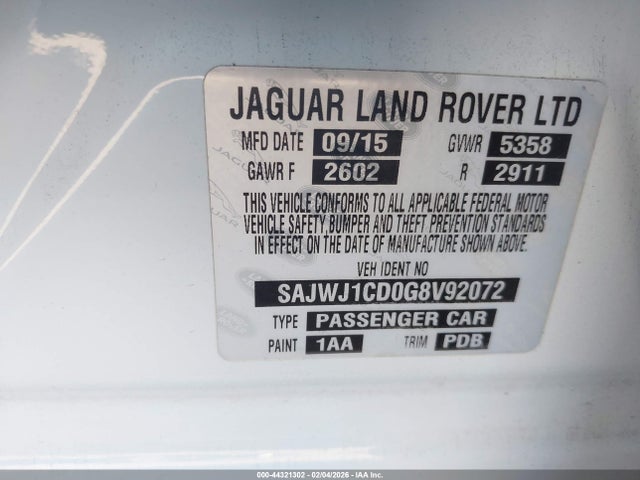 JAGUAR LAND ROVER LTD
MFD DATE 09/15 GVWR 5358
GAWR F 2602 R 2911
THIS VEHICLE CONFORMS TO ALL APPLICABLE FEDERAL MOTOR
VEHICLE SAFETY BUMPER AND THEFT PREVENTION STANDARDS
IN EFFECT ON THE DATE OF MANUFACTURE SHOWN ABOVE.
VEH IDENT NO
SAJWJ1CD0G8V92072
TYPE PASSENGER CAR
PAINT 1AA TRIM PDB
000-44321302 - 02/04/2026 - IAA Inc.